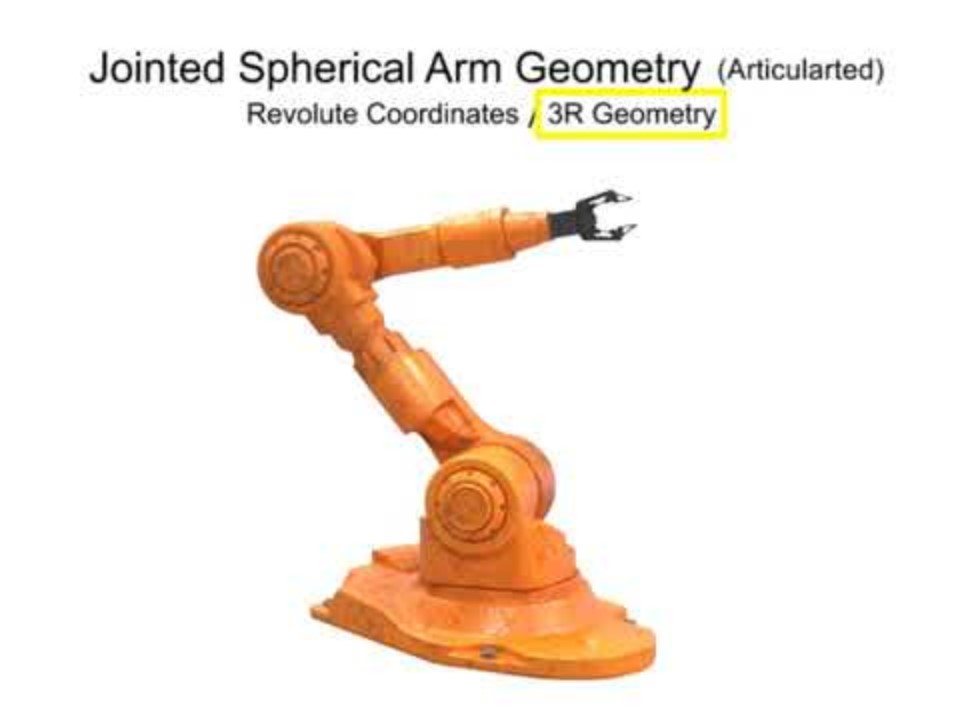 Jointed Spherical Arm Geometry (Articularted)
Revolute Coordinates / 3R Geometry